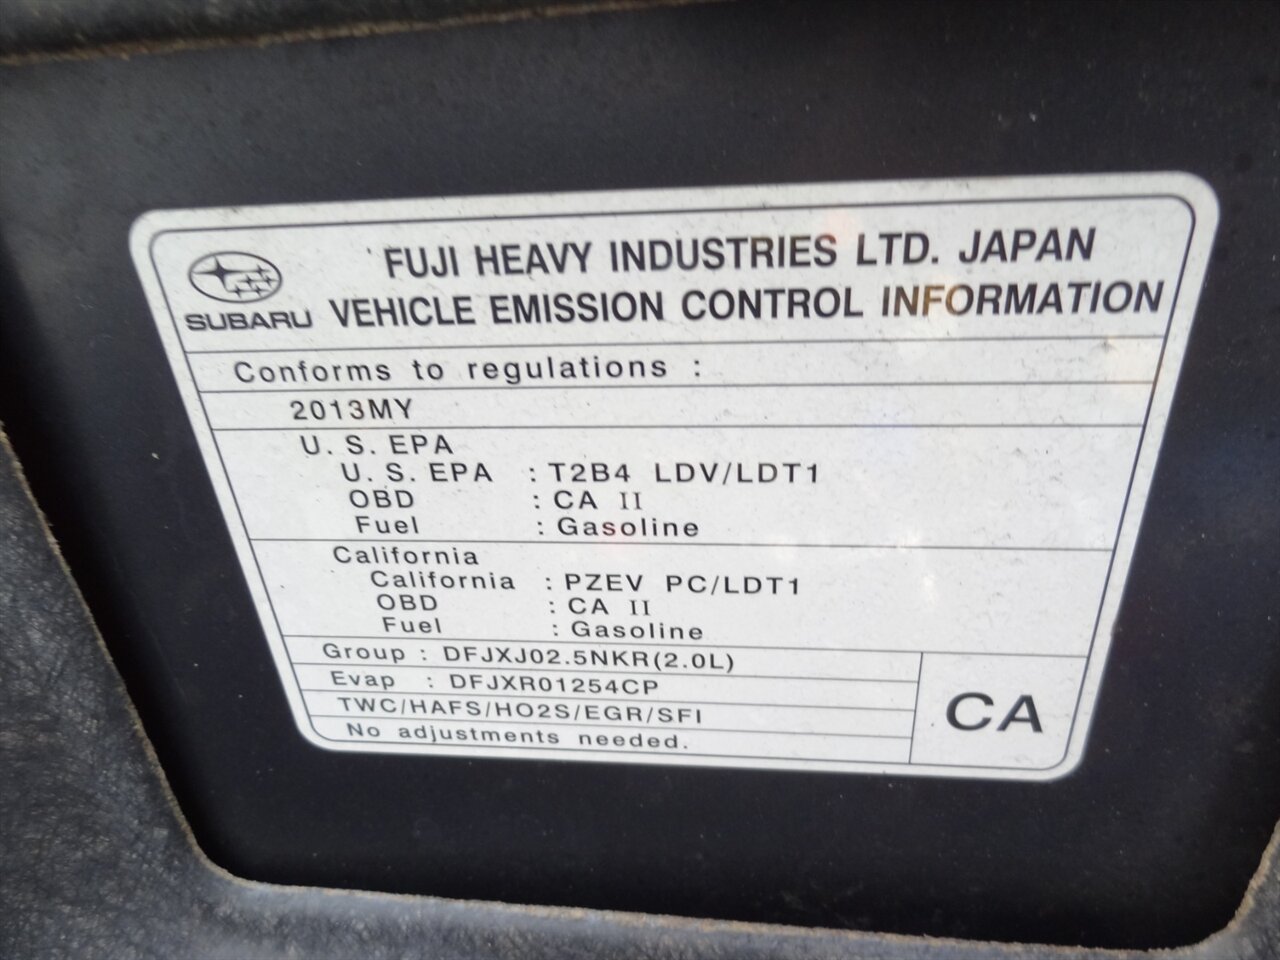 FUJI HEAVY INDUSTRIES LTD. JAPAN
SUBARU VEHICLE EMISSION CONTROL INFORMATION
Conforms to regulations :
2013MY
U. S. EPA
U. S. EPA : T2B4 LDV/LDT1
OBD : CA II
Fuel : Gasoline
California
California : PZEV PC/LDT1
OBD : CA II
Fuel : Gasoline
Group : DFJXJ02.5NKR(2.0L)
Evap : DFJXR01254CP
TWC/HAFS/HO2S/EGR/SFI
No adjustments needed.
CA